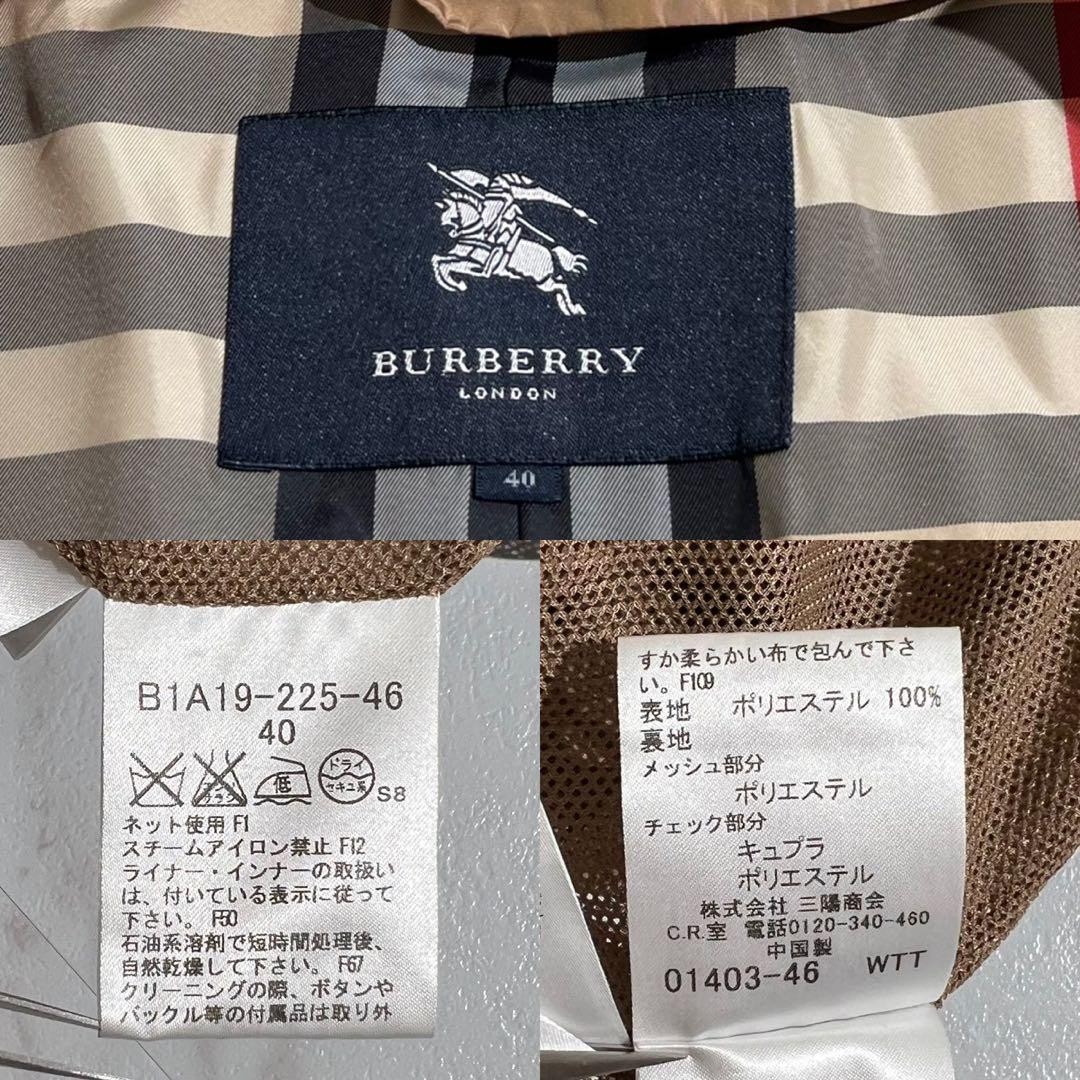 BURBERRY
LONDON
40
B1A19-225-46
40
低
ドライ
セキユ系
S8
ネット使用 F1
スチームアイロン禁止 F12
ライナー・インナーの取扱い
は、付いている表示に従って
下さい。 F50
石油系溶剤で短時間処理後、
自然乾燥して下さい。 F67
クリーニングの際、ボタンや
バックル等の付属品は取り外
すか柔らかい布で包んで下さ
い。F109
表地 ポリエステル 100%
裏地
メッシュ部分
ポリエステル
チェック部分
キュプラ
ポリエステル
株式会社 三陽商会
C.R.室 電話0120-340-460
中国製
01403-46 WTT